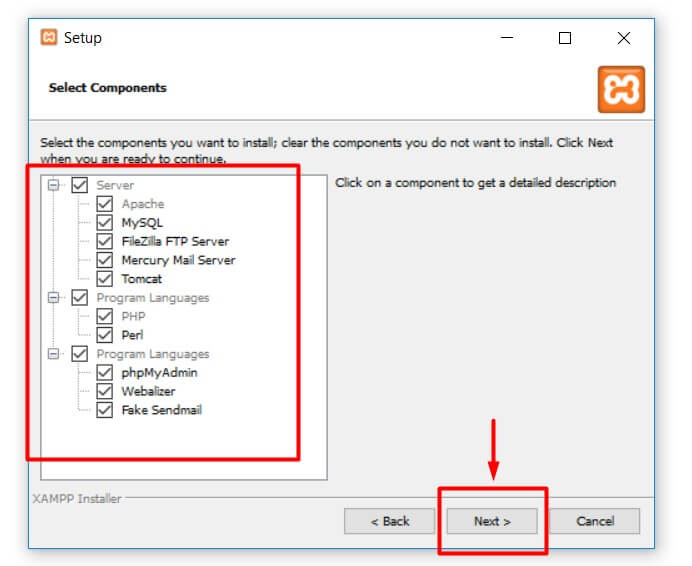 Setup
Select Components
Select the components you want to install; clear the components you do not want to install. Click Next
when you are ready to continue.
Server
Apache
MySQL
FileZilla FTP Server
Mercury Mail Server
Tomcat
Program Languages
PHP
Perl
Program Languages
phpMyAdmin
Webalizer
Fake Sendmail
Click on a component to get a detailed description
XAMPP Installer
< Back
Next >
Cancel